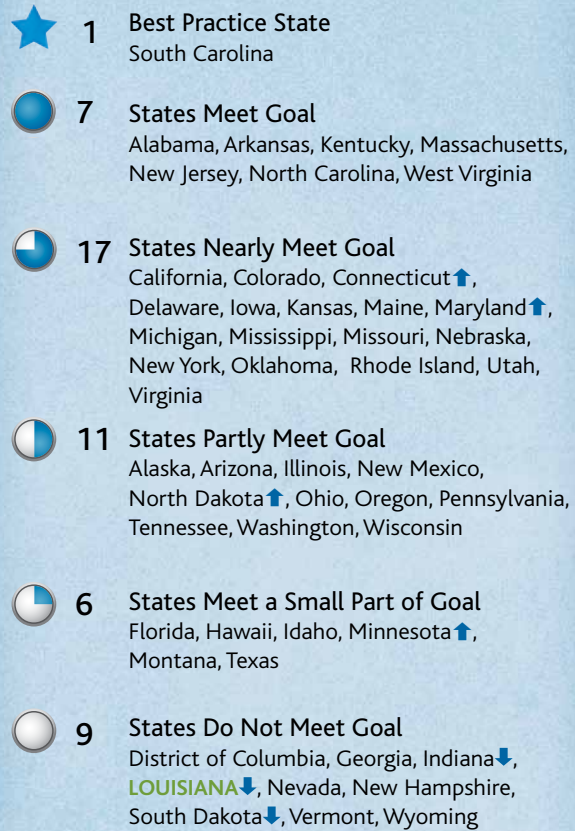 1 Best Practice State
South Carolina
7 States Meet Goal
Alabama, Arkansas, Kentucky, Massachusetts,
New Jersey, North Carolina, West Virginia
17 States Nearly Meet Goal
California, Colorado, Connecticut⬆,
Delaware, Iowa, Kansas, Maine, Maryland⬆,
Michigan, Mississippi, Missouri, Nebraska,
New York, Oklahoma, Rhode Island, Utah,
Virginia
11 States Partly Meet Goal
Alaska, Arizona, Illinois, New Mexico,
North Dakota⬆, Ohio, Oregon, Pennsylvania,
Tennessee, Washington, Wisconsin
6 States Meet a Small Part of Goal
Florida, Hawaii, Idaho, Minnesota⬆,
Montana, Texas
9 States Do Not Meet Goal
District of Columbia, Georgia, Indiana⬇,
LOUISIANA⬇, Nevada, New Hampshire,
South Dakota⬇, Vermont, Wyoming